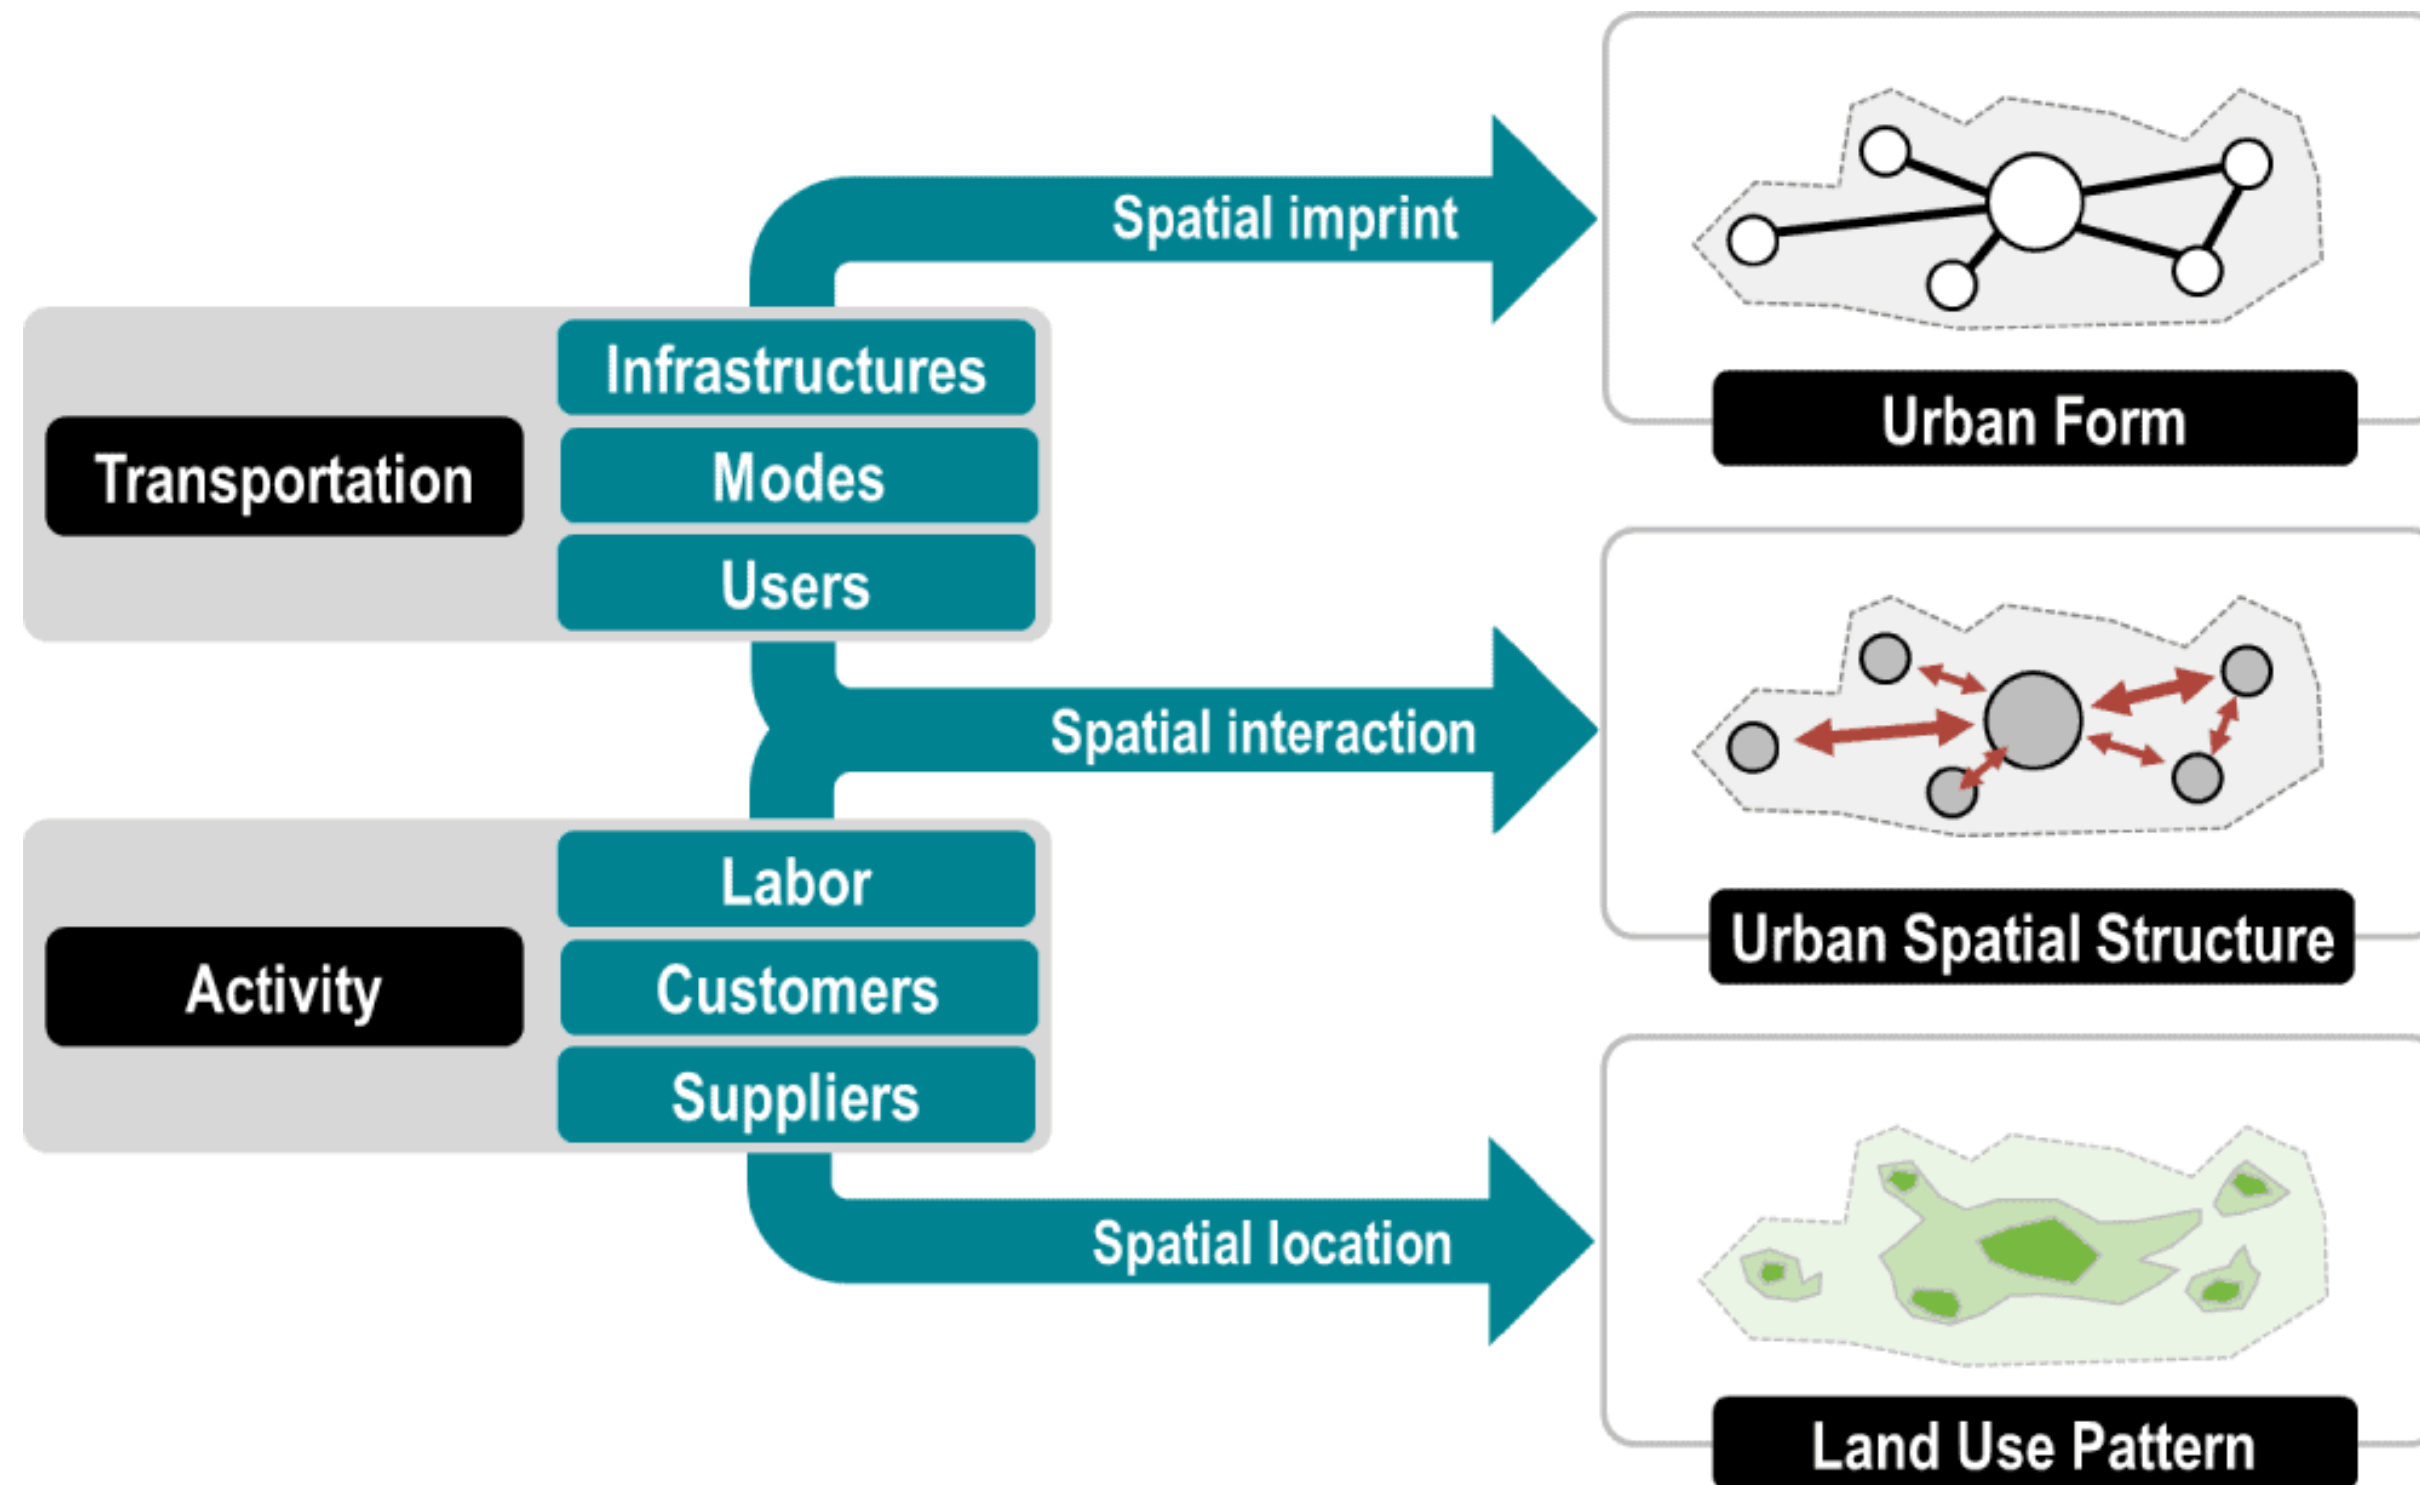 Spatial imprint
Urban Form
Transportation
Infrastructures
Modes
Users
Spatial interaction
Urban Spatial Structure
Activity
Labor
Customers
Suppliers
Spatial location
Land Use Pattern